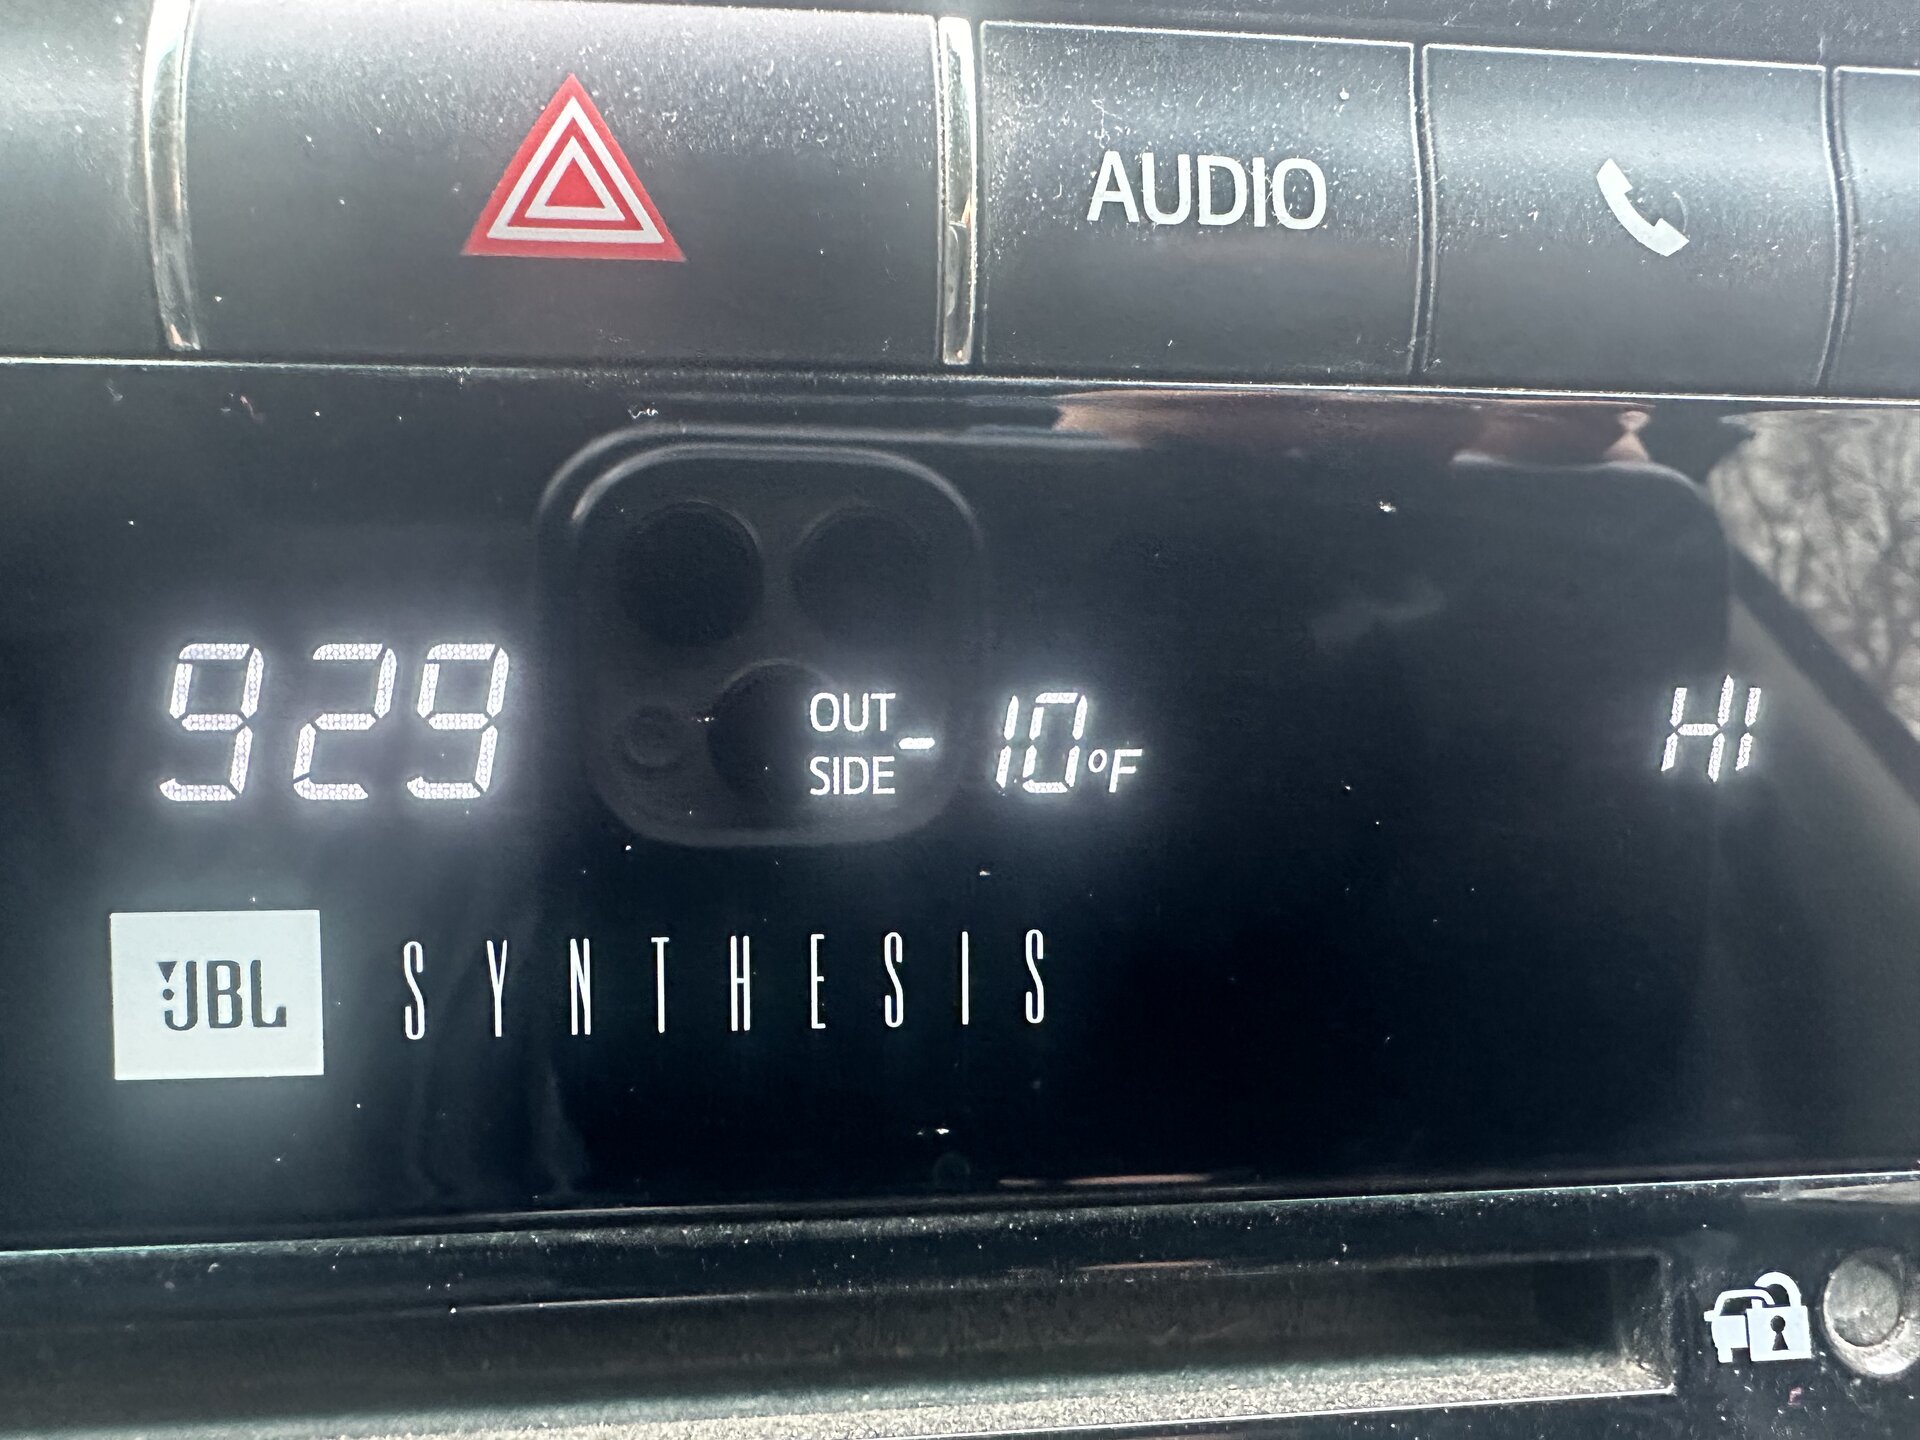 AUDIO
929
OUT
SIDE
-10°F
HI
JBL SYNTHESIS